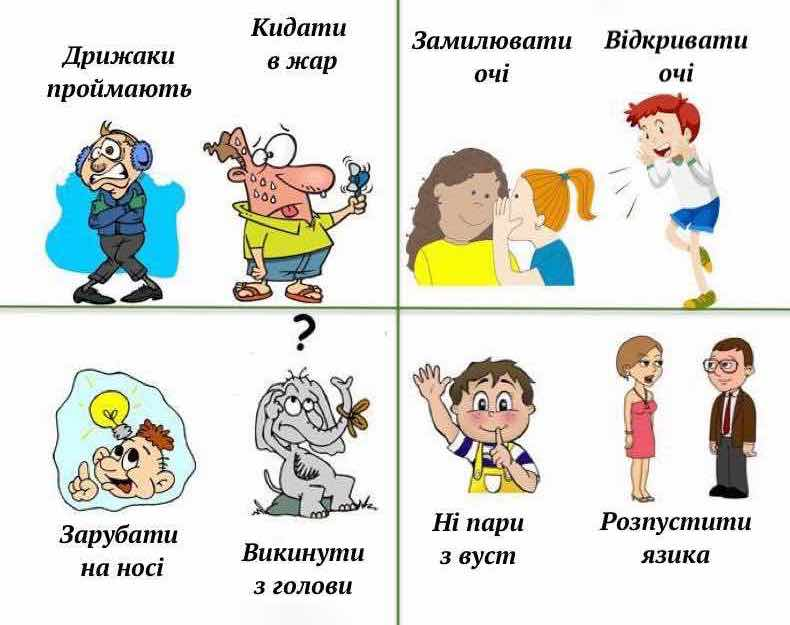 Дрижаки
проймають
Кидати
в жар
Замилювати
очі
Відкривати
очі
?
Зарубати
на носі
Викинути
з голови
Ні пари
з вуст
Розпустити
язика